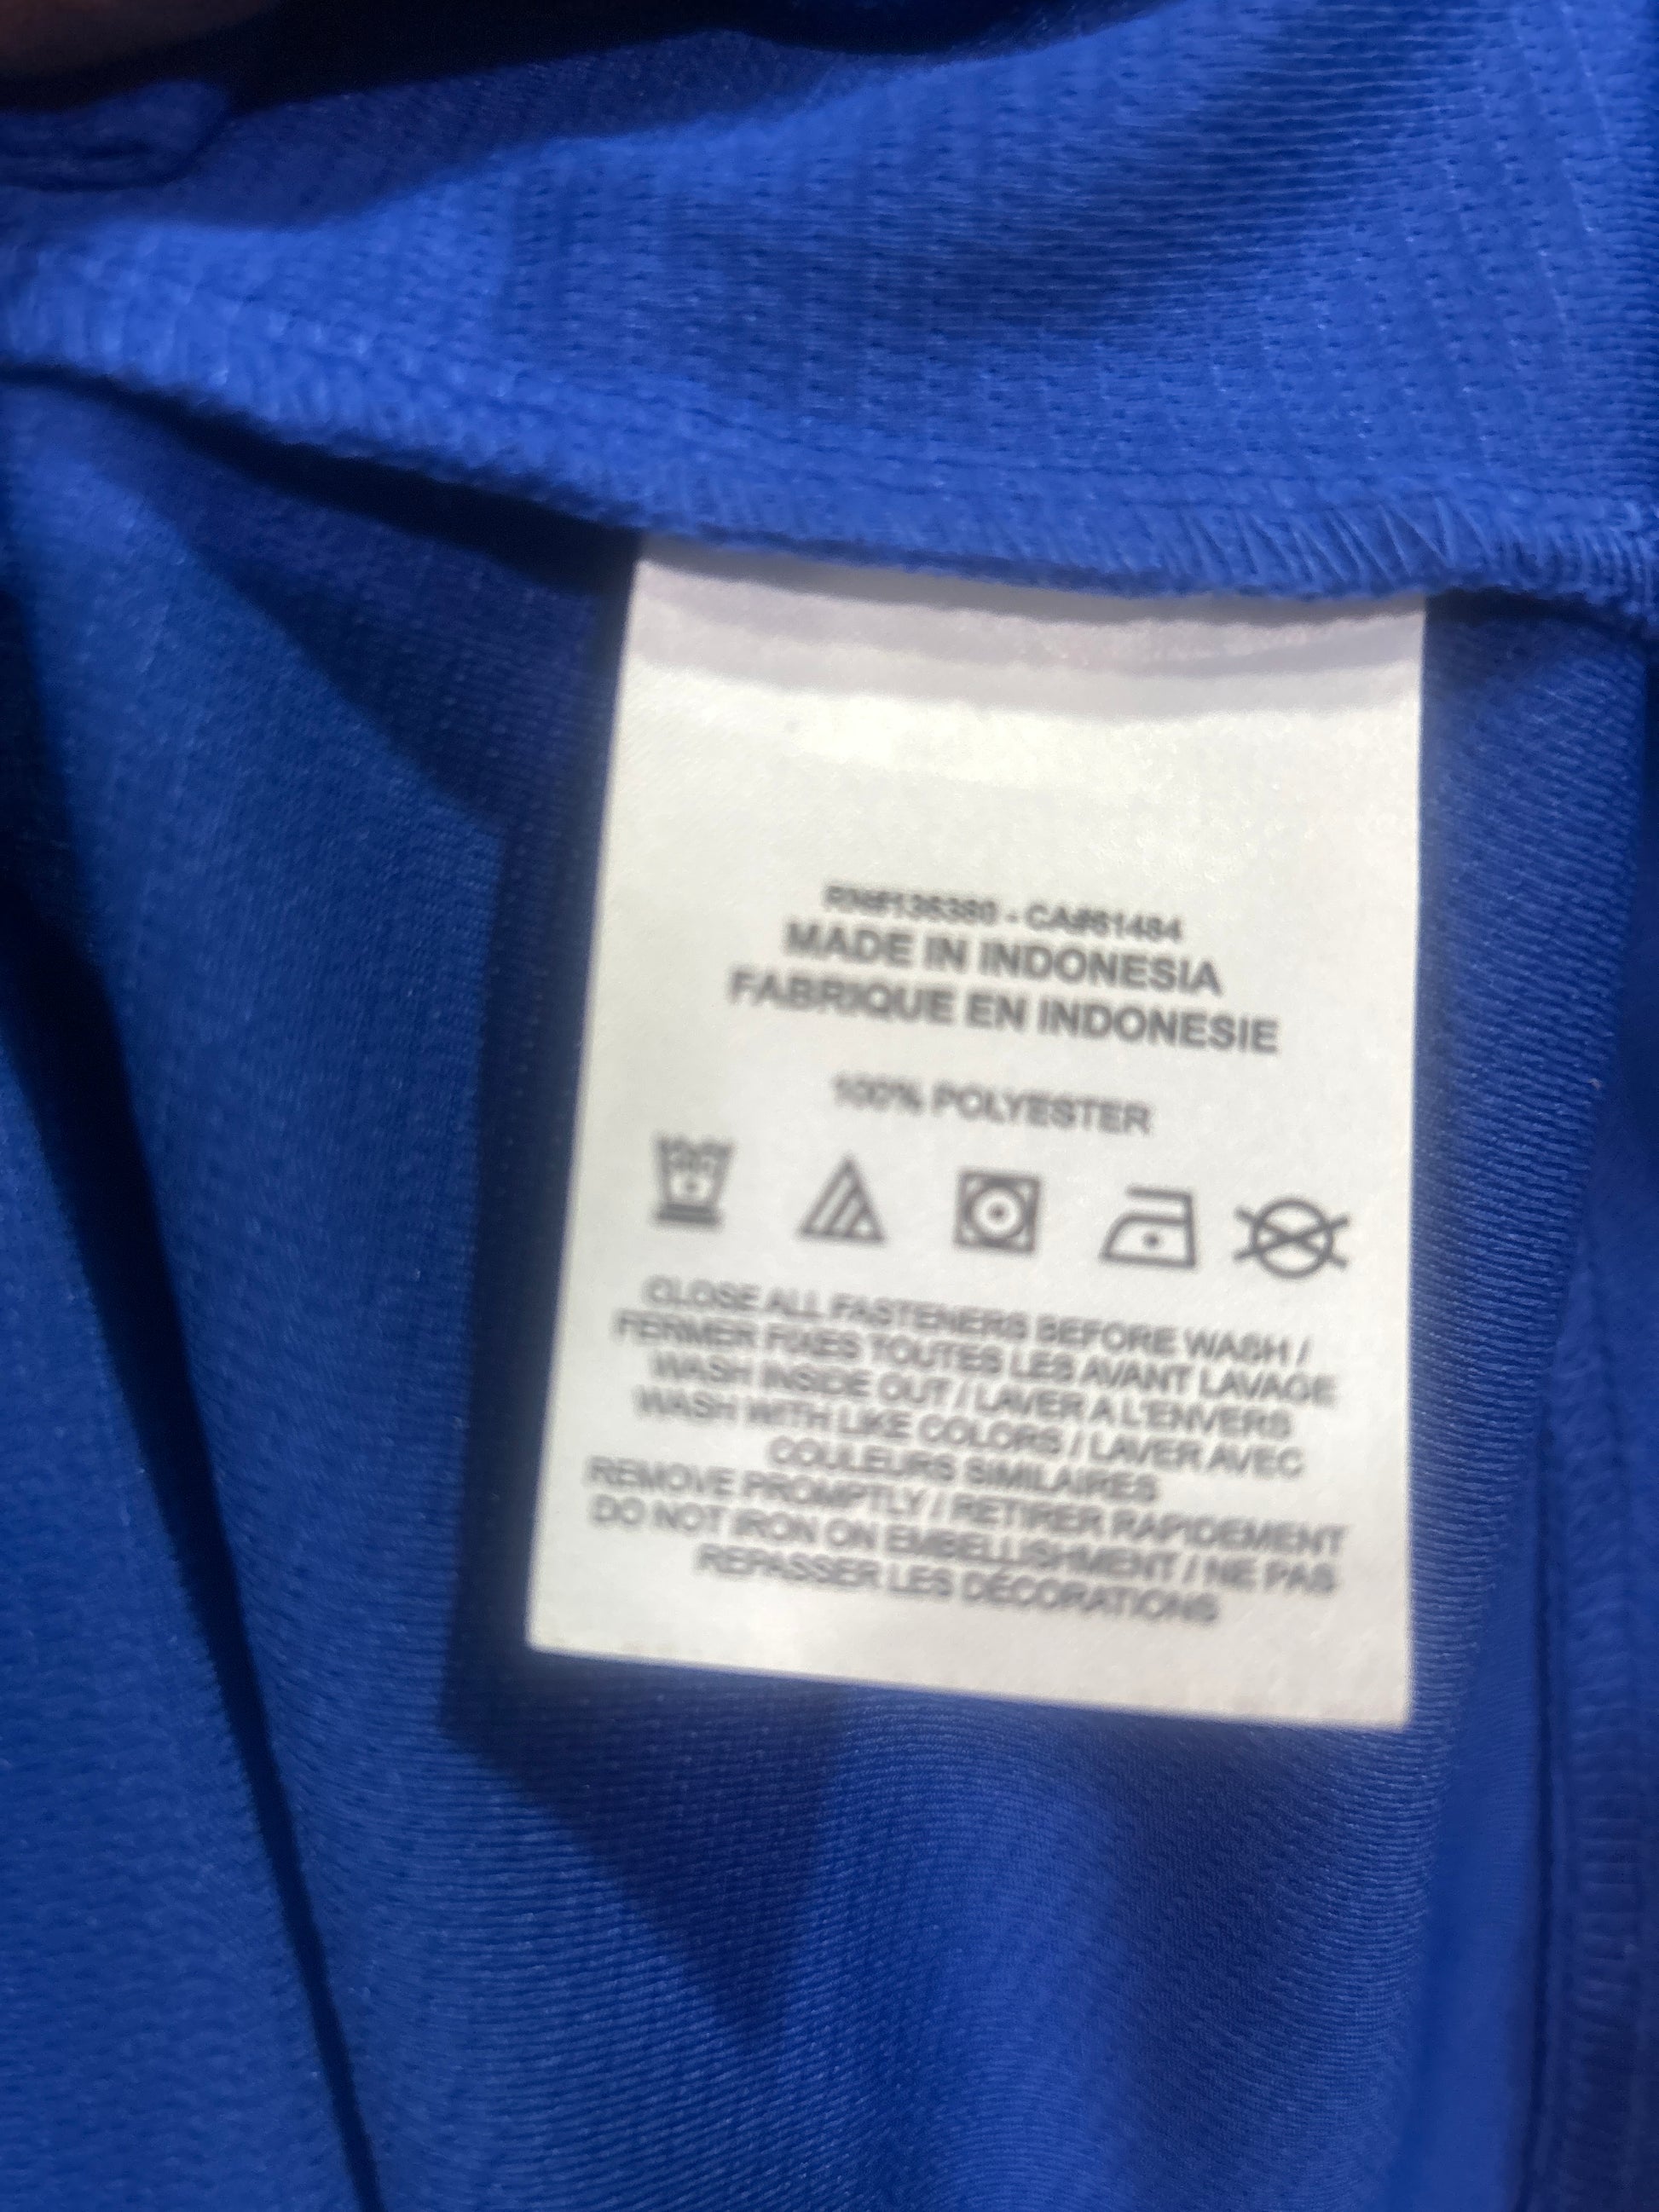 RN#136380 - CA#61484
MADE IN INDONESIA
FABRIQUE EN INDONESIE
100% POLYESTER
CLOSE ALL FASTENERS BEFORE WASH /
FERMER FIXES TOUTES LES AVANT LAVAGE
WASH INSIDE OUT / LAVER A L'ENVERS
WASH WITH LIKE COLORS / LAVER AVEC
COULEURS SIMILAIRES
REMOVE PROMPTLY / RETIRER RAPIDEMENT
DO NOT IRON ON EMBELLISHMENT / NE PAS
REPASSER LES DÉCORATIONS